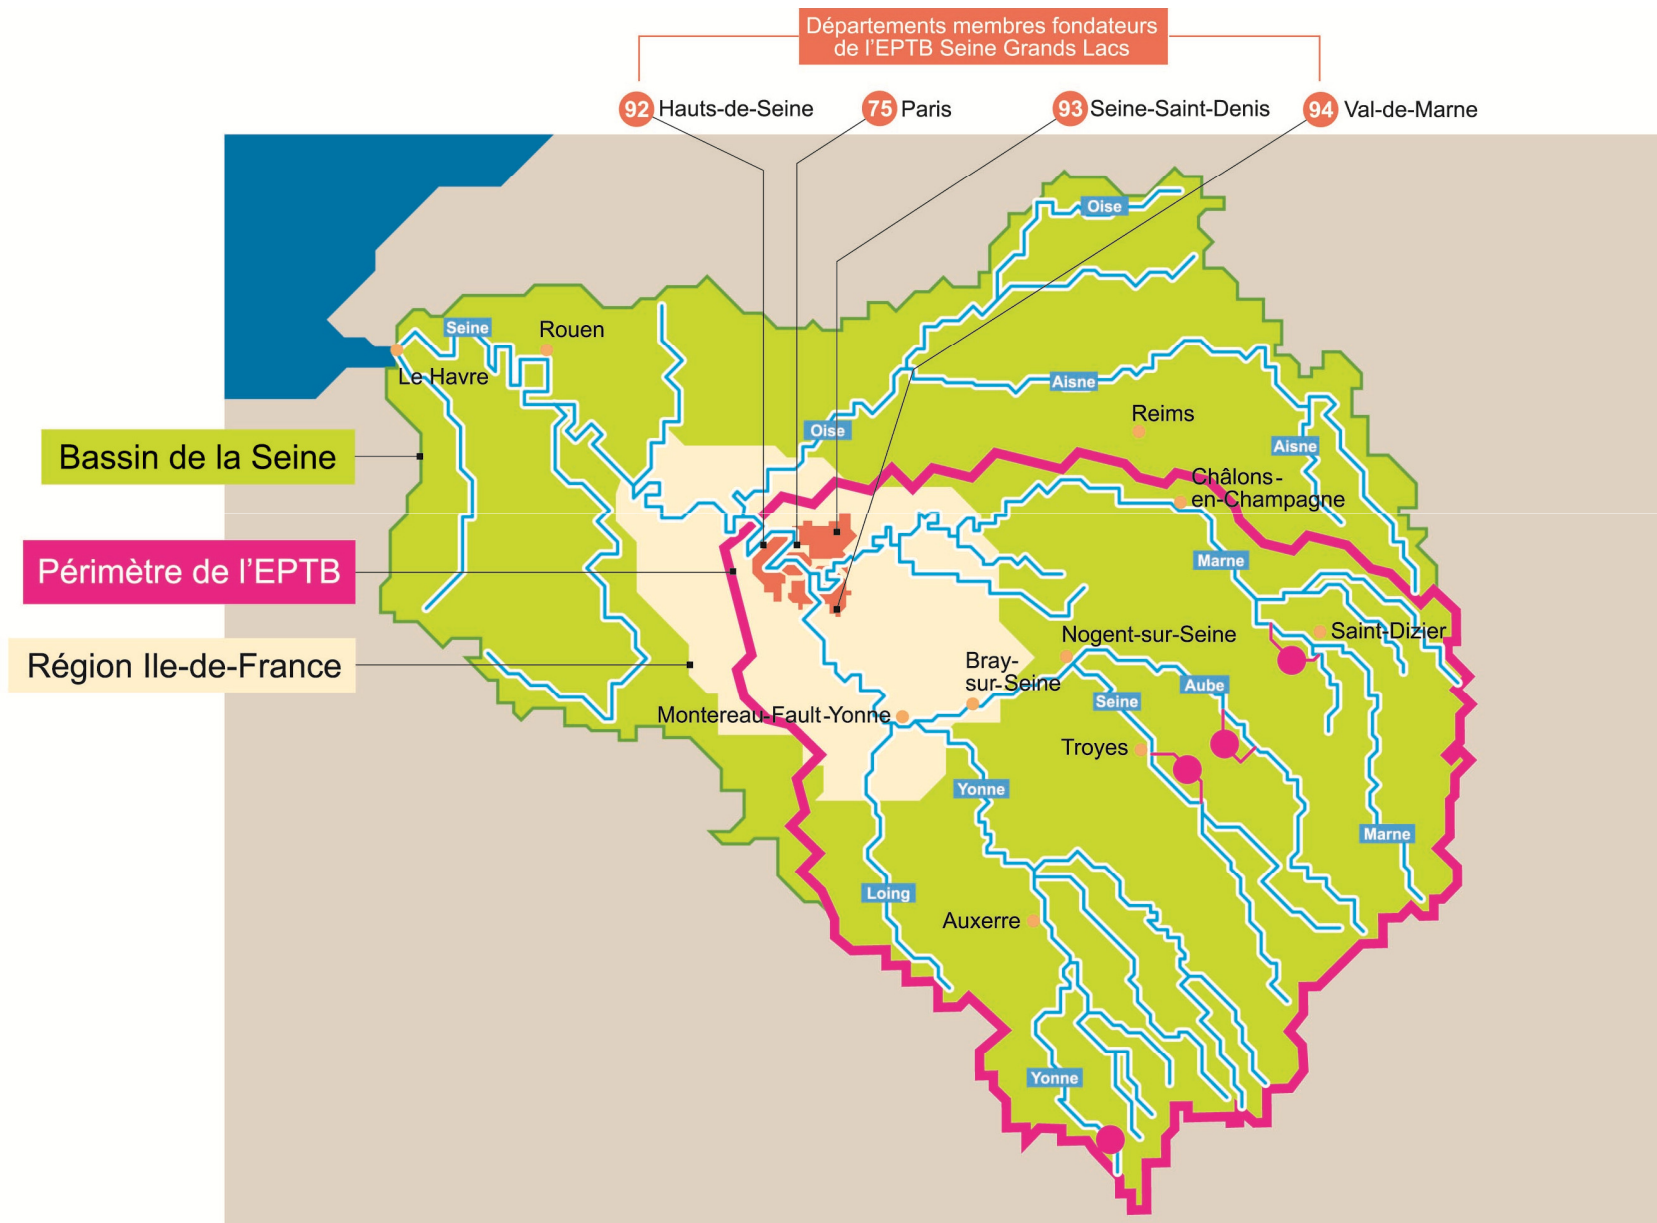 Départements membres fondateurs
de l'EPTB Seine Grands Lacs
92 Hauts-de-Seine
75 Paris
93 Seine-Saint-Denis
94 Val-de-Marne
Oise
Seine
Rouen
Le Havre
Aisne
Oise
Reims
Aisne
Bassin de la Seine
Châlons-
en-Champagne
Périmètre de l'EPTB
Marne
Nogent-sur-Seine
Saint-Dizier
Région Ile-de-France
Bray-
sur-Seine
Aube
Seine
Montereau-Fault-Yonne
Troyes
Yonne
Marne
Loing
Auxerre
Yonne